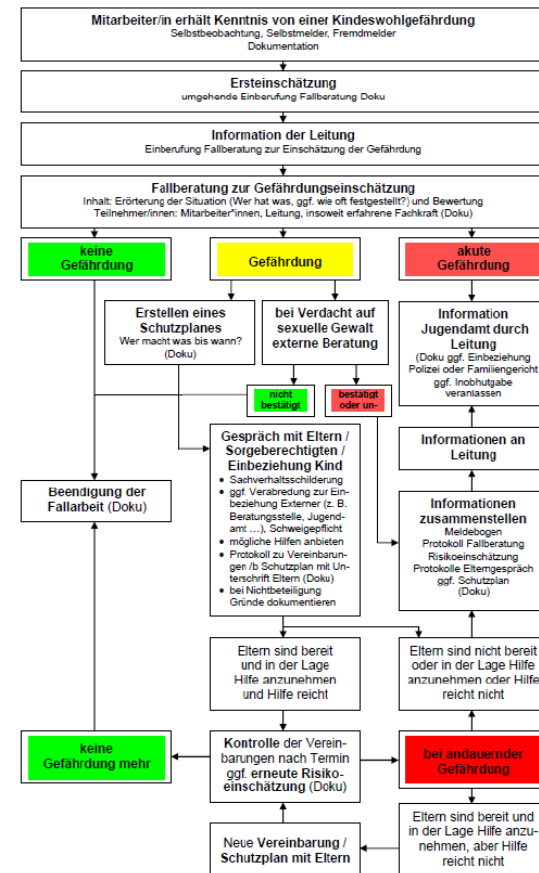 Mitarbeiter/in erhält Kenntnis von einer Kindeswohlgefährdung
Selbstbeobachtung, Selbstmelder, Fremdmelder
Dokumentation
Ersteinschätzung
umgehende Einberufung Fallberatung Doku
Information der Leitung
Einberufung Fallberatung zur Einschätzung der Gefährdung
Fallberatung zur Gefährdungseinschätzung
Inhalt: Erörterung der Situation (Wer hat was, ggf. wie oft festgestellt?) und Bewertung
Teilnehmer/innen: Mitarbeiter*innen, Leitung, insoweit erfahrene Fachkraft (Doku)
keine
Gefährdung
Gefährdung
akute
Gefährdung
Erstellen eines
Schutzplanes
Wer macht was bis wann?
(Doku)
bei Verdacht auf
sexuelle Gewalt
externe Beratung
Information
Jugendamt durch
Leitung
(Doku ggf. Einbeziehung
Polizei oder Familiengericht
ggf. Inobhutgabe
veranlassen
nicht
bestätigt
bestätigt
oder un-
Gespräch mit Eltern /
Sorgeberechtigten /
Einbeziehung Kind
• Sachverhaltsschilderung
• ggf. Verabredung zur Ein-
beziehung Externer (z. B.
Beratungsstelle, Jugend-
amt ...), Schweigepflicht
• mögliche Hilfen anbieten
• Protokoll zu Vereinbarun-
gen /b Schutzplan mit Un-
terschrift Eltern (Doku)
• bei Nichtbeteiligung
Gründe dokumentieren
Informationen an
Leitung
Beendigung der
Fallarbeit (Doku)
Informationen
zusammenstellen
Meldebogen
Protokoll Fallberatung
Risikoeinschätzung
Protokolle Elterngespräch
ggf. Schutzplan
(Doku)
Eltern sind bereit
und in der Lage
Hilfe anzunehmen
und Hilfe reicht
Eltern sind nicht bereit
oder in der Lage Hilfe
anzunehmen oder Hilfe
reicht nicht
keine
Gefährdung mehr
Kontrolle der Verein-
barungen nach Termin
ggf. erneute Risiko-
einschätzung (Doku)
bei andauernder
Gefährdung
Neue Vereinbarung /
Schutzplan mit Eltern
Eltern sind bereit und
in der Lage Hilfe anzu-
nehmen, aber Hilfe
reicht nicht